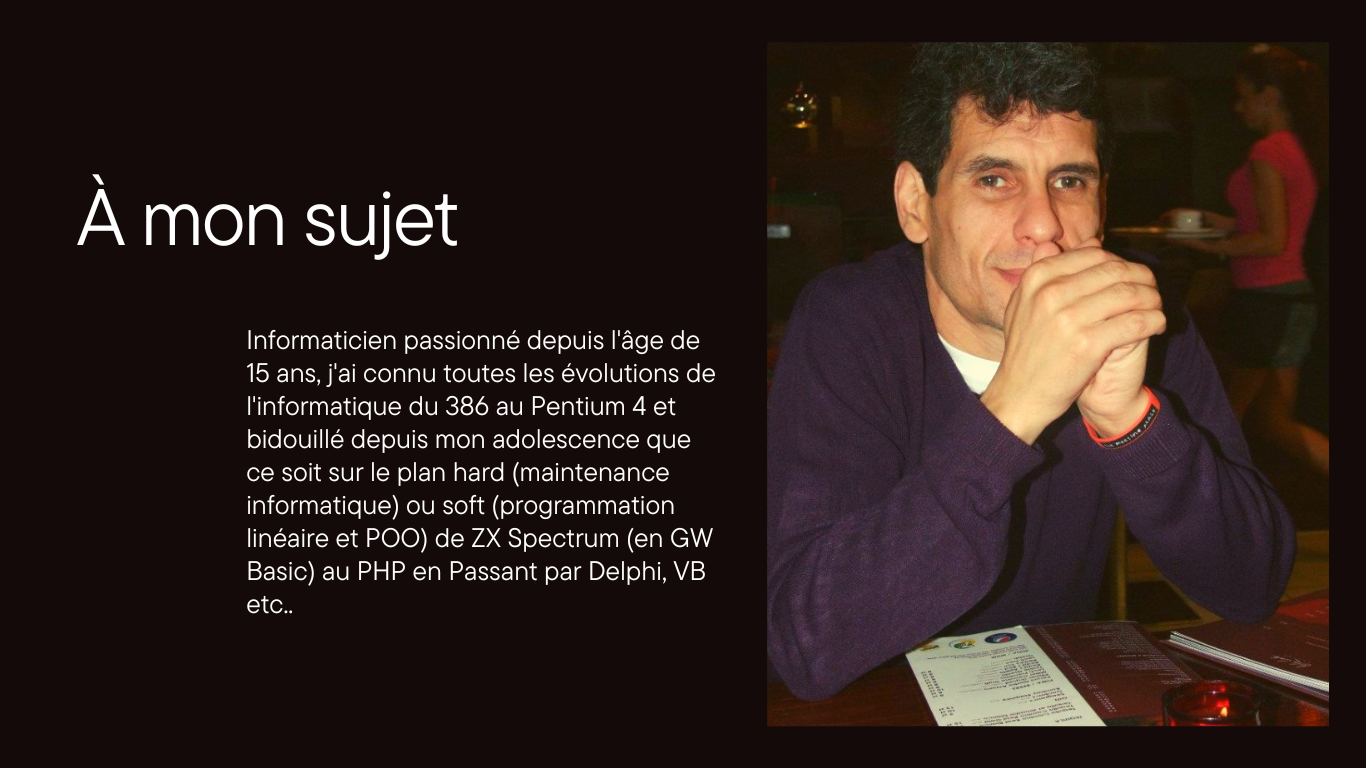 À mon sujet
Informaticien passionné depuis l'âge de
15 ans, j'ai connu toutes les évolutions de
l'informatique du 386 au Pentium 4 et
bidouillé depuis mon adolescence que
ce soit sur le plan hard (maintenance
informatique) ou soft (programmation
linéaire et POO) de ZX Spectrum (en GW
Basic) au PHP en Passant par Delphi, VB
etc..